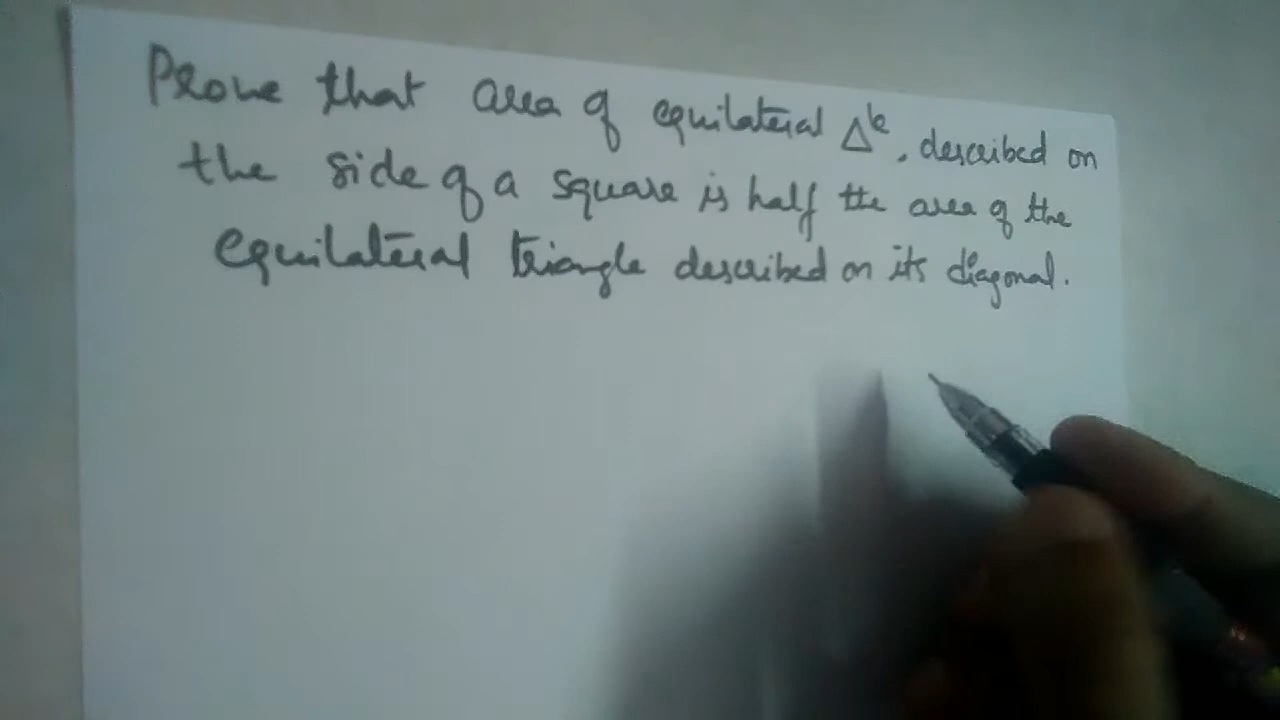 Prove that area of equilateral Δle, described on
the side of a square is half the area of the
equilateral triangle described on its diagonal.